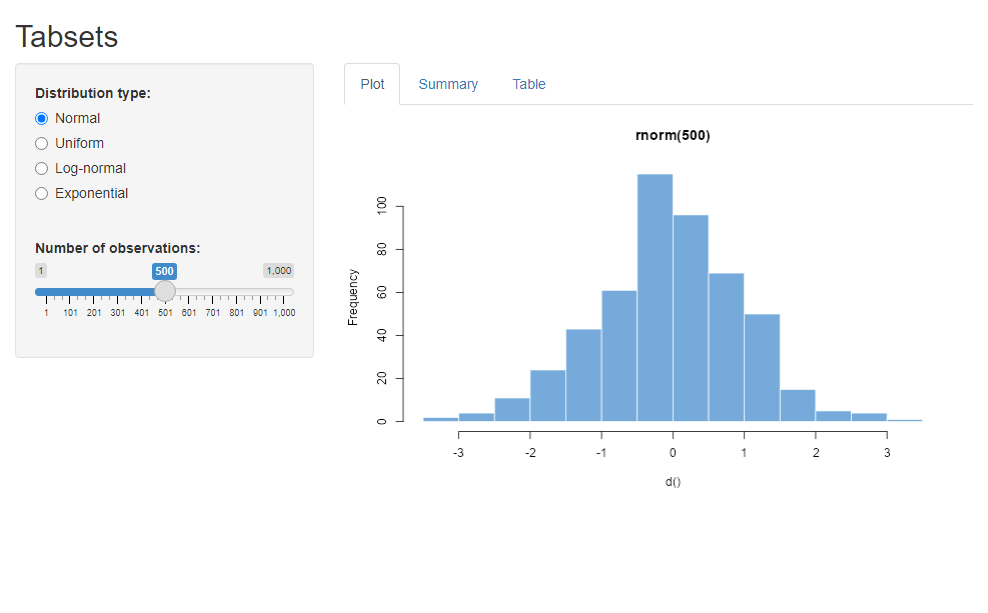 Tabsets
Distribution type:
Normal
Uniform
Log-normal
Exponential
Number of observations:
1 500 1,000
1 101 201 301 401 501 601 701 801 901 1,000
Plot Summary Table
rnorm(500)
Frequency
100
80
60
40
20
0
-3 -2 -1 0 1 2 3
d()